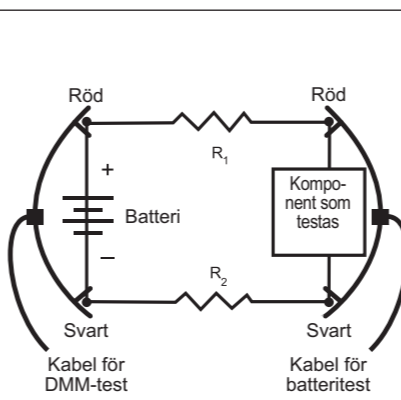 Röd
Röd
R1
+
Batteri
–
Kompo-
nent som
testas
R2
Svart
Svart
Kabel för
DMM-test
Kabel för
batteritest